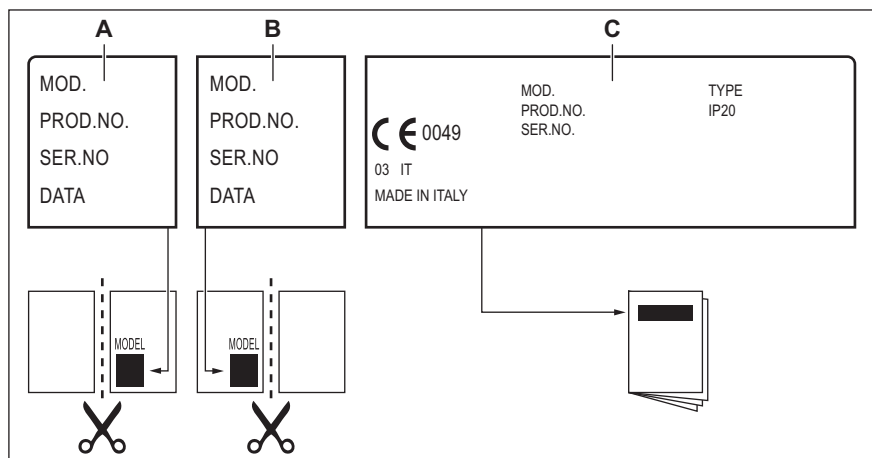 A
B
C
MOD.
PROD.NO.
SER.NO
DATA
MOD.
PROD.NO.
SER.NO
DATA
MOD.
PROD.NO.
SER.NO.
TYPE
IP20
CE 0049
03 IT
MADE IN ITALY
MODEL
MODEL